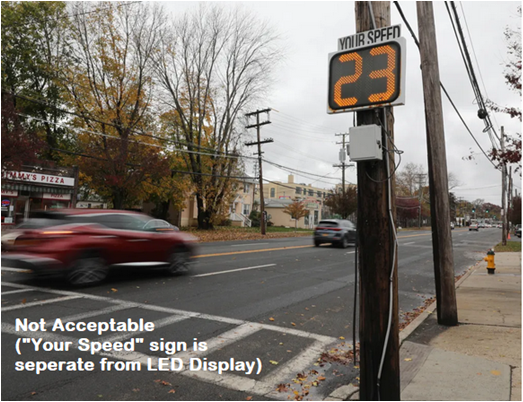 YOUR SPEED
23
PIZZA
Not Acceptable
("Your Speed" sign is
seperate from LED Display)